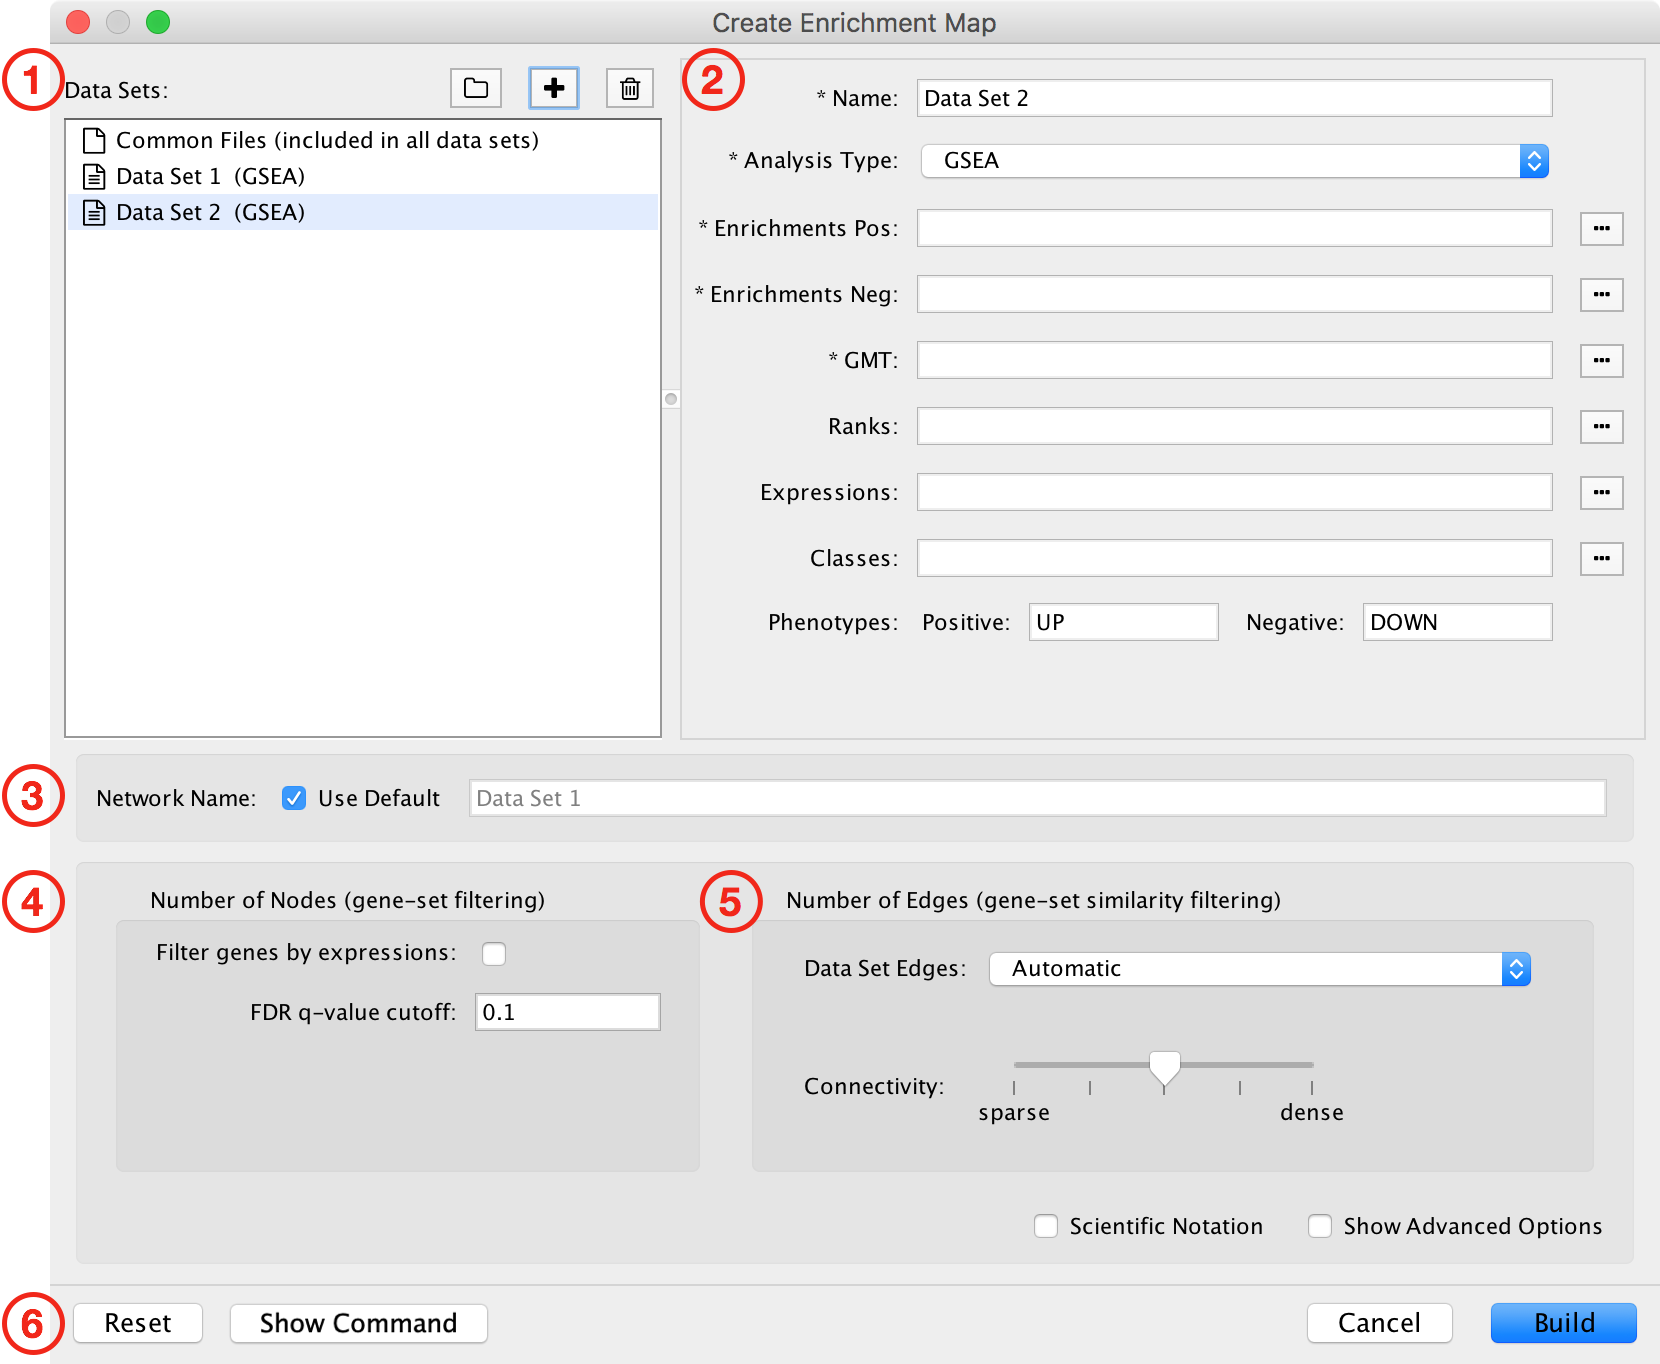 Create Enrichment Map
1
Data Sets:
Common Files (included in all data sets)
Data Set 1 (GSEA)
Data Set 2 (GSEA)
2
* Name: Data Set 2
* Analysis Type: GSEA
* Enrichments Pos:
* Enrichments Neg:
* GMT:
Ranks:
Expressions:
Classes:
Phenotypes: Positive: UP Negative: DOWN
3
Network Name: Use Default Data Set 1
4
Number of Nodes (gene-set filtering)
Filter genes by expressions:
FDR q-value cutoff: 0.1
5
Number of Edges (gene-set similarity filtering)
Data Set Edges: Automatic
Connectivity:
sparse dense
Scientific Notation Show Advanced Options
6
Reset Show Command Cancel Build